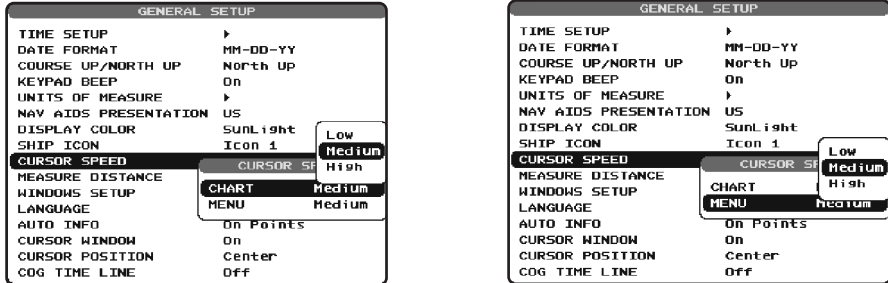 GENERAL SETUP
TIME SETUP
DATE FORMAT MM-DD-YY
COURSE UP/NORTH UP North Up
KEYPAD BEEP On
UNITS OF MEASURE
NAV AIDS PRESENTATION US
DISPLAY COLOR SunLight
SHIP ICON Icon 1
CURSOR SPEED
MEASURE DISTANCE
WINDOWS SETUP
LANGUAGE
AUTO INFO On Points
CURSOR WINDOW On
CURSOR POSITION Center
COG TIME LINE Off
Low
Medium
High
CURSOR SP
CHART Medium
MENU Medium
GENERAL SETUP
TIME SETUP
DATE FORMAT MM-DD-YY
COURSE UP/NORTH UP North Up
KEYPAD BEEP On
UNITS OF MEASURE
NAV AIDS PRESENTATION US
DISPLAY COLOR SunLight
SHIP ICON Icon 1
CURSOR SPEED
MEASURE DISTANCE
WINDOWS SETUP
LANGUAGE
AUTO INFO On Points
CURSOR WINDOW On
CURSOR POSITION Center
COG TIME LINE Off
Low
Medium
High
CURSOR SP
CHART
MENU Medium